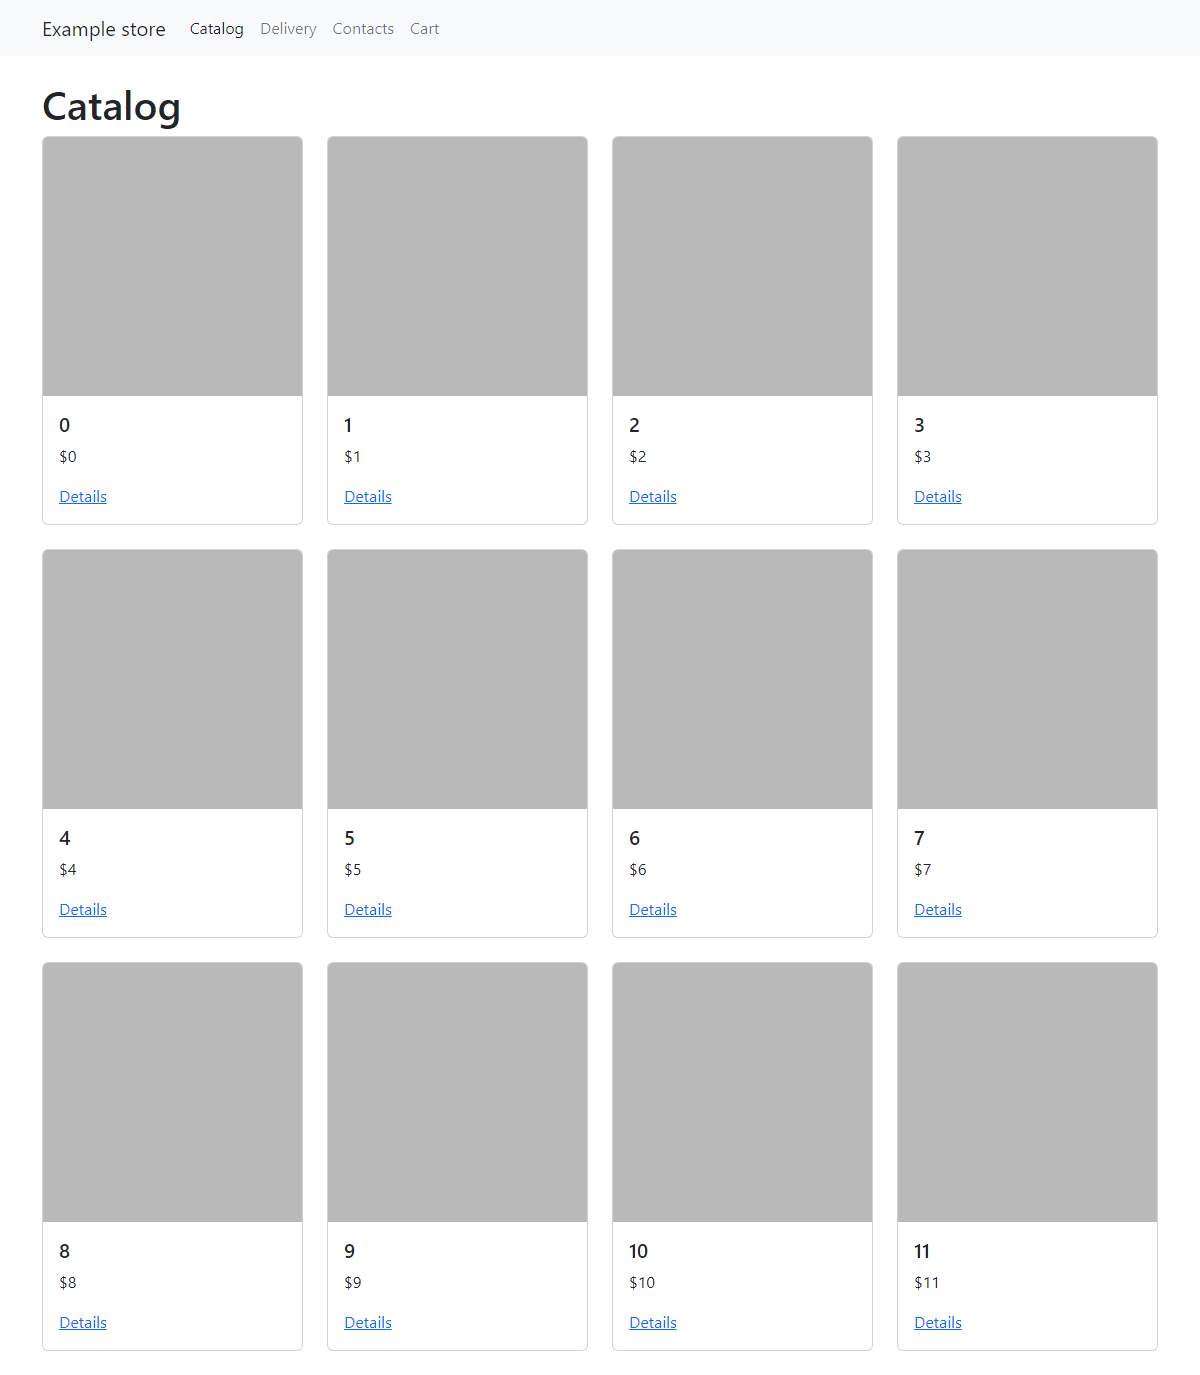 Example store Catalog Delivery Contacts Cart
Catalog
0 1 2 3
$0 $1 $2 $3
Details Details Details Details
4 5 6 7
$4 $5 $6 $7
Details Details Details Details
8 9 10 11
$8 $9 $10 $11
Details Details Details Details